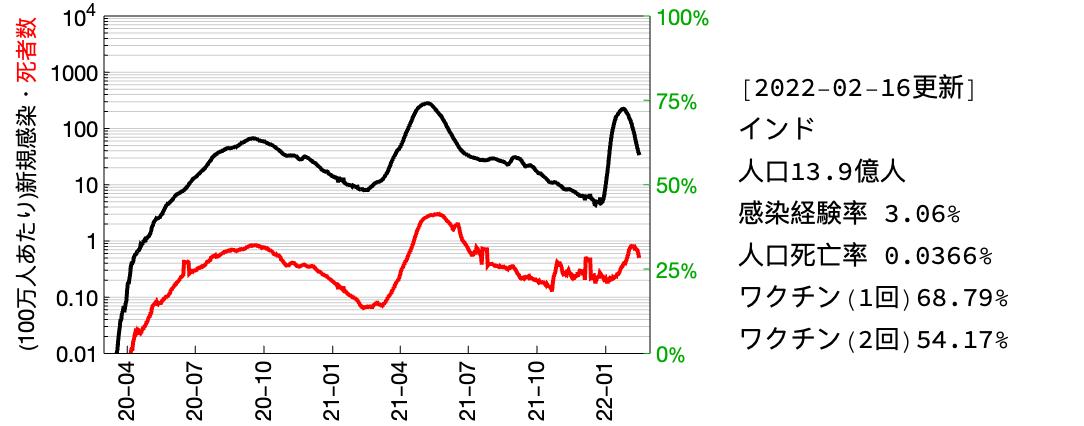 (100万人あたり)新規感染・死者数
10^4
1000
100
10
1
0.10
0.01
100%
75%
50%
25%
0%
20-04
20-07
20-10
21-01
21-04
21-07
21-10
22-01
[2022-02-16更新]
インド
人口13.9億人
感染経験率 3.06%
人口死亡率 0.0366%
ワクチン(1回)68.79%
ワクチン(2回)54.17%